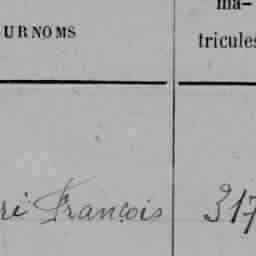 URNOMS
ma-
tricules
ri François
317